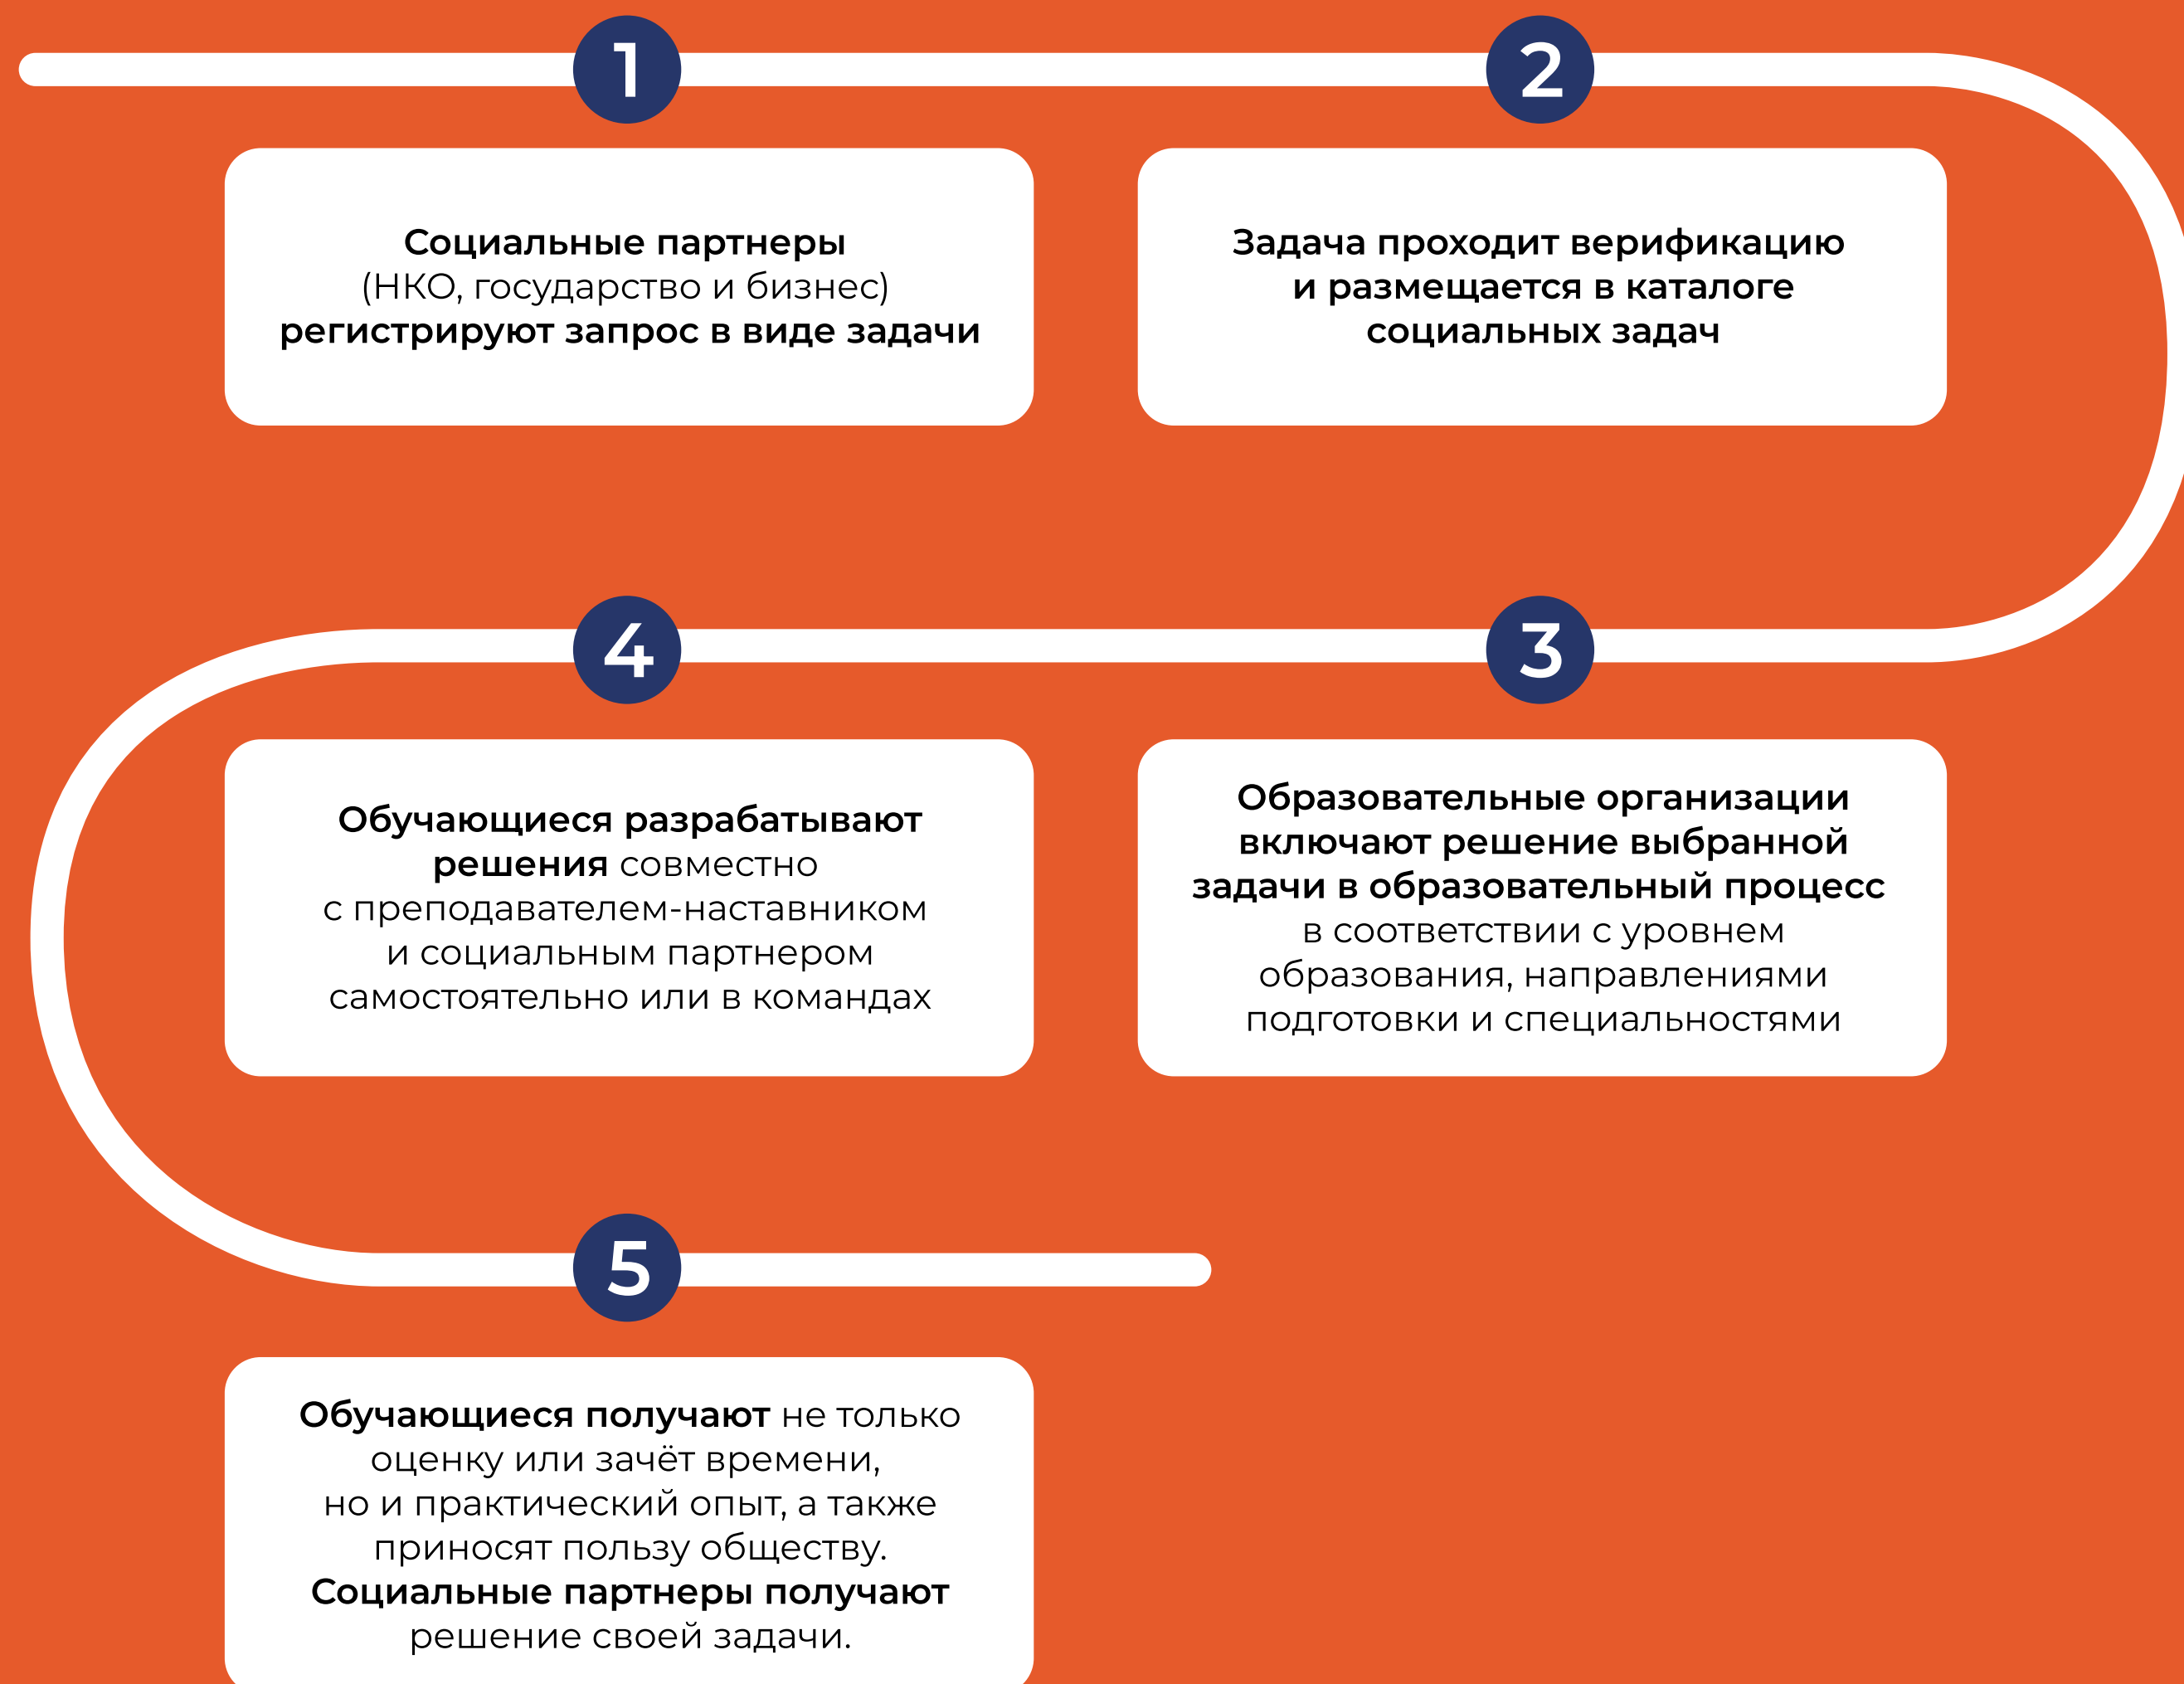 1
Социальные партнеры
(НКО, государство и бизнес)
регистрируют запрос в виде задачи
2
Задача проходит верификацию
и размещается в каталоге
социальных задач
3
Образовательные организации
включают решение выбранной
задачи в образовательный процесс
в соответствии с уровнем
образования, направлениями
подготовки и специальностями
4
Обучающиеся разрабатывают
решения совместно
с преподавателем-наставником
и социальным партнером
самостоятельно или в командах
5
Обучающиеся получают не только
оценку или зачёт времени,
но и практический опыт, а также
приносят пользу обществу.
Социальные партнеры получают
решение своей задачи.